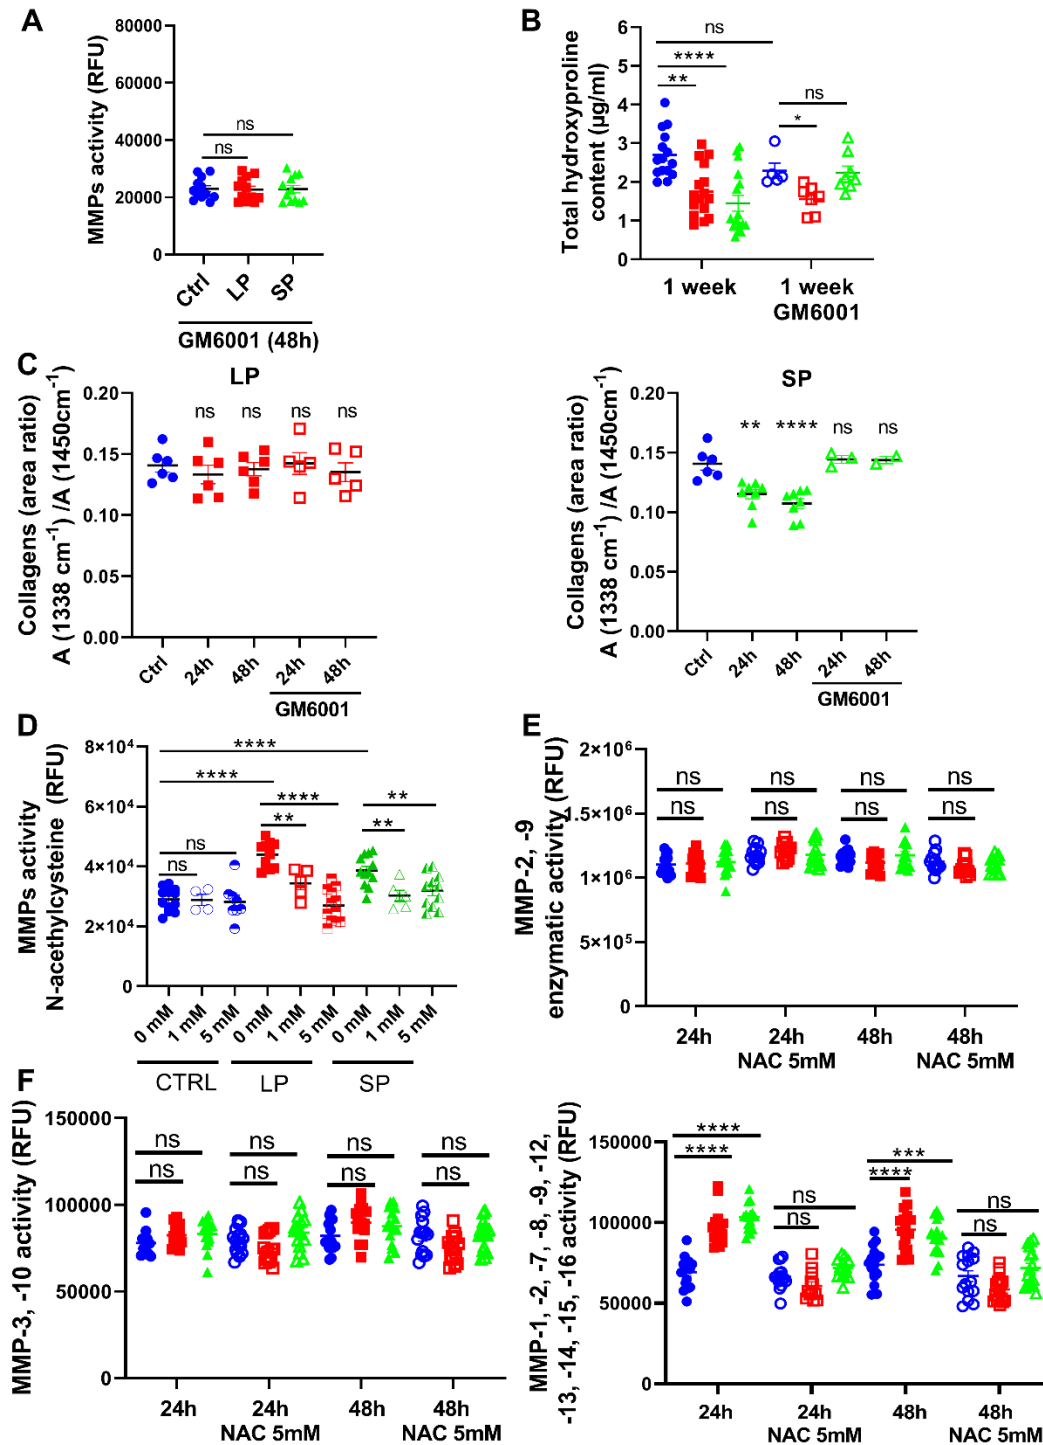 A
MMPs activity (RFU)
80000
60000
40000
20000
0
ns
ns
Ctrl
LP
SP
GM6001 (48h)
B
Total hydroxyproline
content (µg/ml)
6
5
4
3
2
1
0
ns
****
**
ns
*
1 week
1 week
GM6001
C
LP
Collagens (area ratio)
A (1338 cm⁻¹) /A (1450cm⁻¹)
0.20
0.15
0.10
0.05
0.00
ns
ns
ns
ns
Ctrl
24h
48h
24h
48h
GM6001
SP
Collagens (area ratio)
A (1338 cm⁻¹) /A (1450cm⁻¹)
0.20
0.15
0.10
0.05
0.00
**
****
ns
ns
Ctrl
24h
48h
24h
48h
GM6001
D
MMPs activity
N-acethylcysteine (RFU)
8×10⁴
6×10⁴
4×10⁴
2×10⁴
0
****
****
ns
ns
****
**
**
**
0 mM
1 mM
5 mM
0 mM
1 mM
5 mM
0 mM
1 mM
5 mM
CTRL
LP
SP
E
MMP-2, -9
enzymatic activity (RFU)
2×10⁶
1.5×10⁶
1×10⁶
5×10⁵
0
ns
ns
ns
ns
ns
ns
ns
ns
24h
24h
NAC 5mM
48h
48h
NAC 5mM
F
MMP-3, -10 activity (RFU)
150000
100000
50000
0
ns
ns
ns
ns
ns
ns
ns
ns
24h
24h
NAC 5mM
48h
48h
NAC 5mM
MMP-1, -2, -7, -8, -9, -12,
-13, -14, -15, -16 activity (RFU)
150000
100000
50000
0
****
****
ns
ns
***
****
ns
ns
24h
24h
NAC 5mM
48h
48h
NAC 5mM